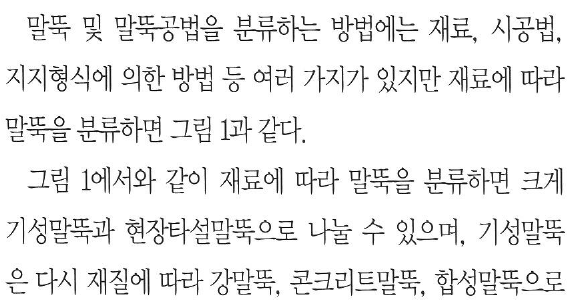 말뚝 및 말뚝공법을 분류하는 방법에는 재료, 시공법,
지지형식에 의한 방법 등 여러 가지가 있지만 재료에 따라
말뚝을 분류하면 그림 1과 같다.
그림 1에서와 같이 재료에 따라 말뚝을 분류하면 크게
기성말뚝과 현장타설말뚝으로 나눌 수 있으며, 기성말뚝
은 다시 재질에 따라 강말뚝, 콘크리트말뚝, 합성말뚝으로